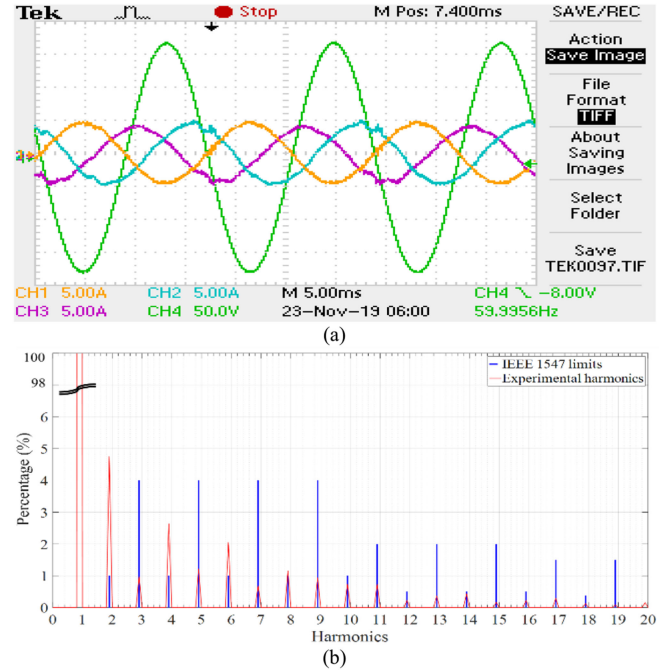 Tek Stop M Pos: 7.400ms SAVE/REC
Action
Save Image
File
Format
TIFF
About
Saving
Images
Select
Folder
Save
TEK0097.TIF
CH1 5.00A CH2 5.00A M 5.00ms CH4 -8.00V
CH3 5.00A CH4 50.0V 23-Nov-19 06:00 59.9956Hz
(a)
IEEE 1547 limits
Experimental harmonics
Percentage (%)
100
98
6
5
4
3
2
1
0
0 1 2 3 4 5 6 7 8 9 10 11 12 13 14 15 16 17 18 19 20
Harmonics
(b)